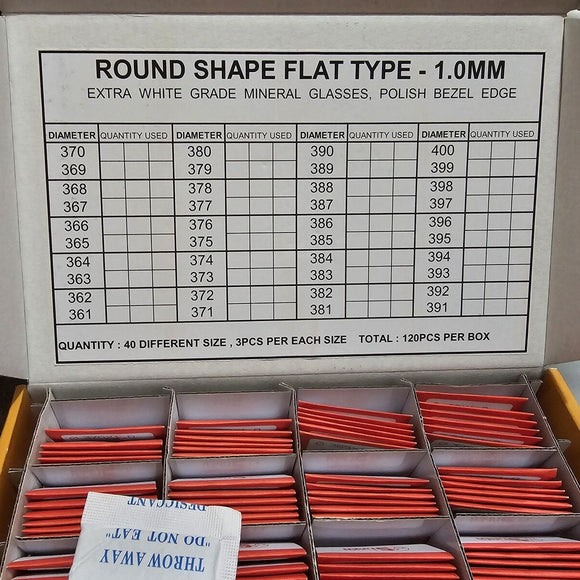 ROUND SHAPE FLAT TYPE - 1.0MM
EXTRA WHITE GRADE MINERAL GLASSES, POLISH BEZEL EDGE
DIAMETER QUANTITY USED DIAMETER QUANTITY USED DIAMETER QUANTITY USED DIAMETER QUANTITY USED
370 380 390 400
369 379 389 399
368 378 388 398
367 377 387 397
366 376 386 396
365 375 385 395
364 374 384 394
363 373 383 393
362 372 382 392
361 371 381 391
QUANTITY : 40 DIFFERENT SIZE , 3PCS PER EACH SIZE TOTAL : 120PCS PER BOX
DESICCANT
"DO NOT EAT"
THROW AWAY